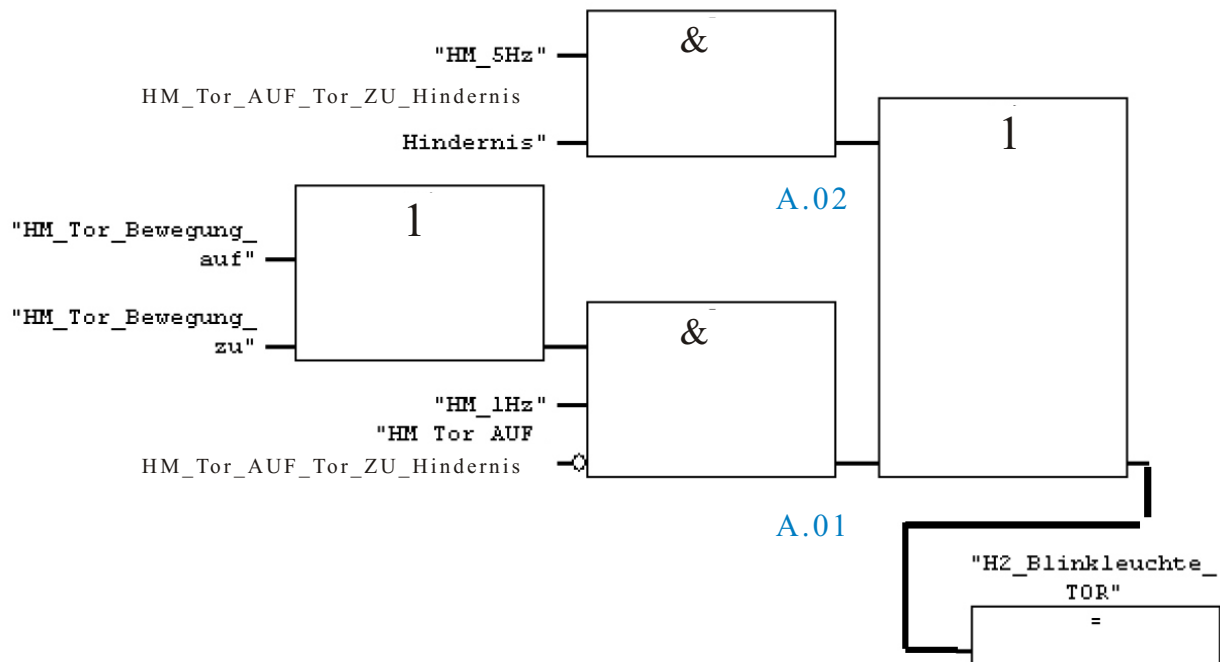 &
"HM_5Hz"
HM_Tor_AUF_Tor_ZU_Hindernis
Hindernis"
1
A.02
1
"HM_Tor_Bewegung_
auf"
"HM_Tor_Bewegung_
zu"
&
"HM_1Hz"
"HM Tor AUF
HM_Tor_AUF_Tor_ZU_Hindernis
A.01
"H2_Blinkleuchte_
TOR"
=